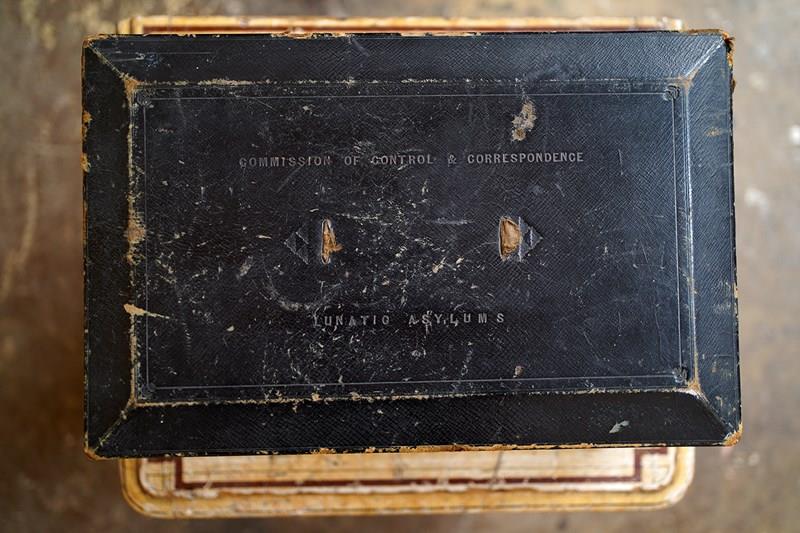 COMMISSION OF CONTROL & CORRESPONDENCE
LUNATIC ASYLUMS